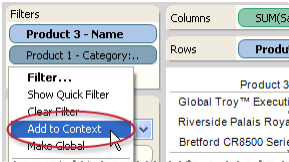 Filters
Product 3 - Name
Product 1 - Category:..
Filter...
Show Quick Filter
Clear Filter
Add to Context
Make Global
Columns
SUM(Sa
Rows
Produ
Product 3
Global Troy™ Executi
Riverside Palais Roya
Bretford CR8500 Serie